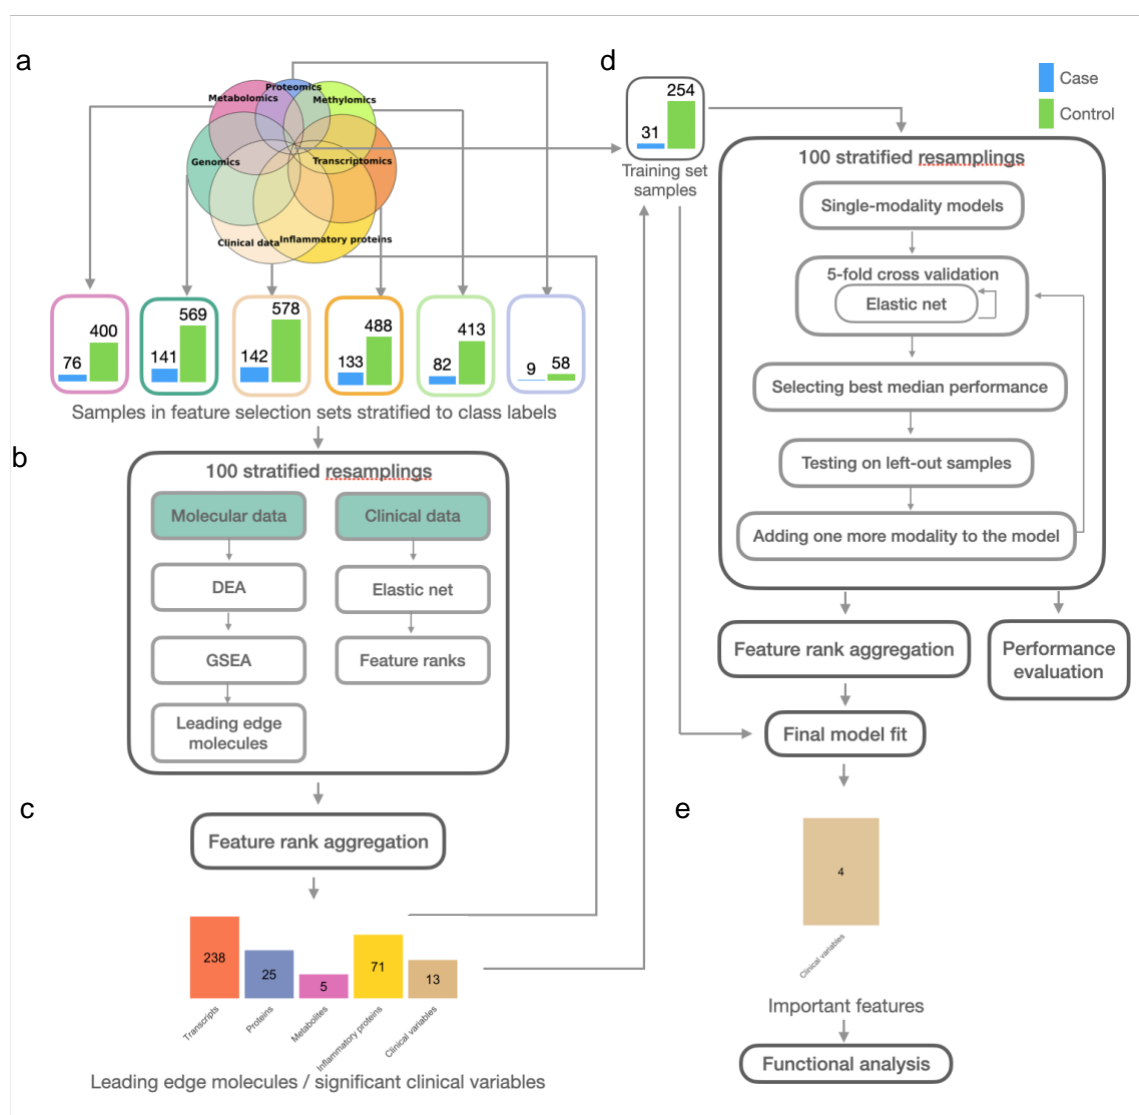 a
Proteomics
Metabolomics
Methylomics
Genomics
Transcriptomics
Clinical data
Inflammatory proteins
76
400
141
569
142
578
133
488
82
413
9
58
Samples in feature selection sets stratified to class labels
b
100 stratified resamplings
Molecular data
Clinical data
DEA
Elastic net
GSEA
Feature ranks
Leading edge
molecules
c
Feature rank aggregation
238
25
5
71
13
Transcripts
Proteins
Metabolites
Inflammatory proteins
Clinical variables
Leading edge molecules / significant clinical variables
d
31
254
Training set
samples
Case
Control
100 stratified resamplings
Single-modality models
5-fold cross validation
Elastic net
Selecting best median performance
Testing on left-out samples
Adding one more modality to the model
Feature rank aggregation
Performance
evaluation
Final model fit
e
4
Clinical variables
Important features
Functional analysis